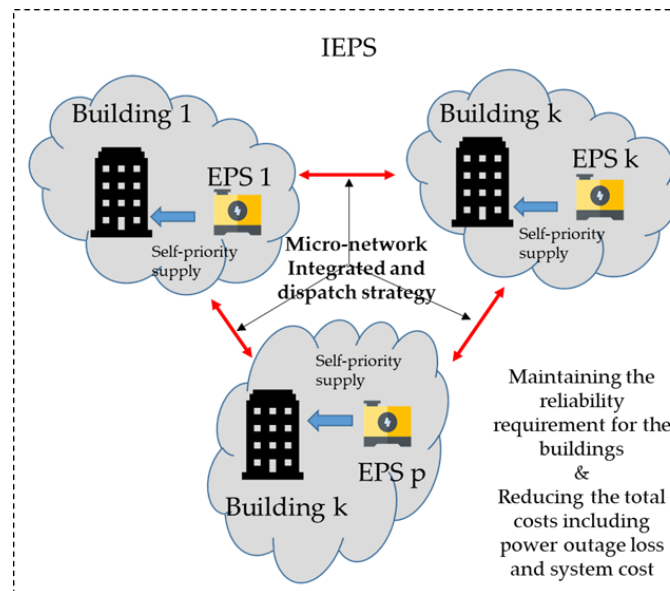 IEPS
Building 1
EPS 1
Self-priority
supply
Building k
EPS k
Self-priority
supply
Micro-network
Integrated and
dispatch strategy
Self-priority
supply
EPS p
Building k
Maintaining the
reliability
requirement for the
buildings
&
Reducing the total
costs including
power outage loss
and system cost